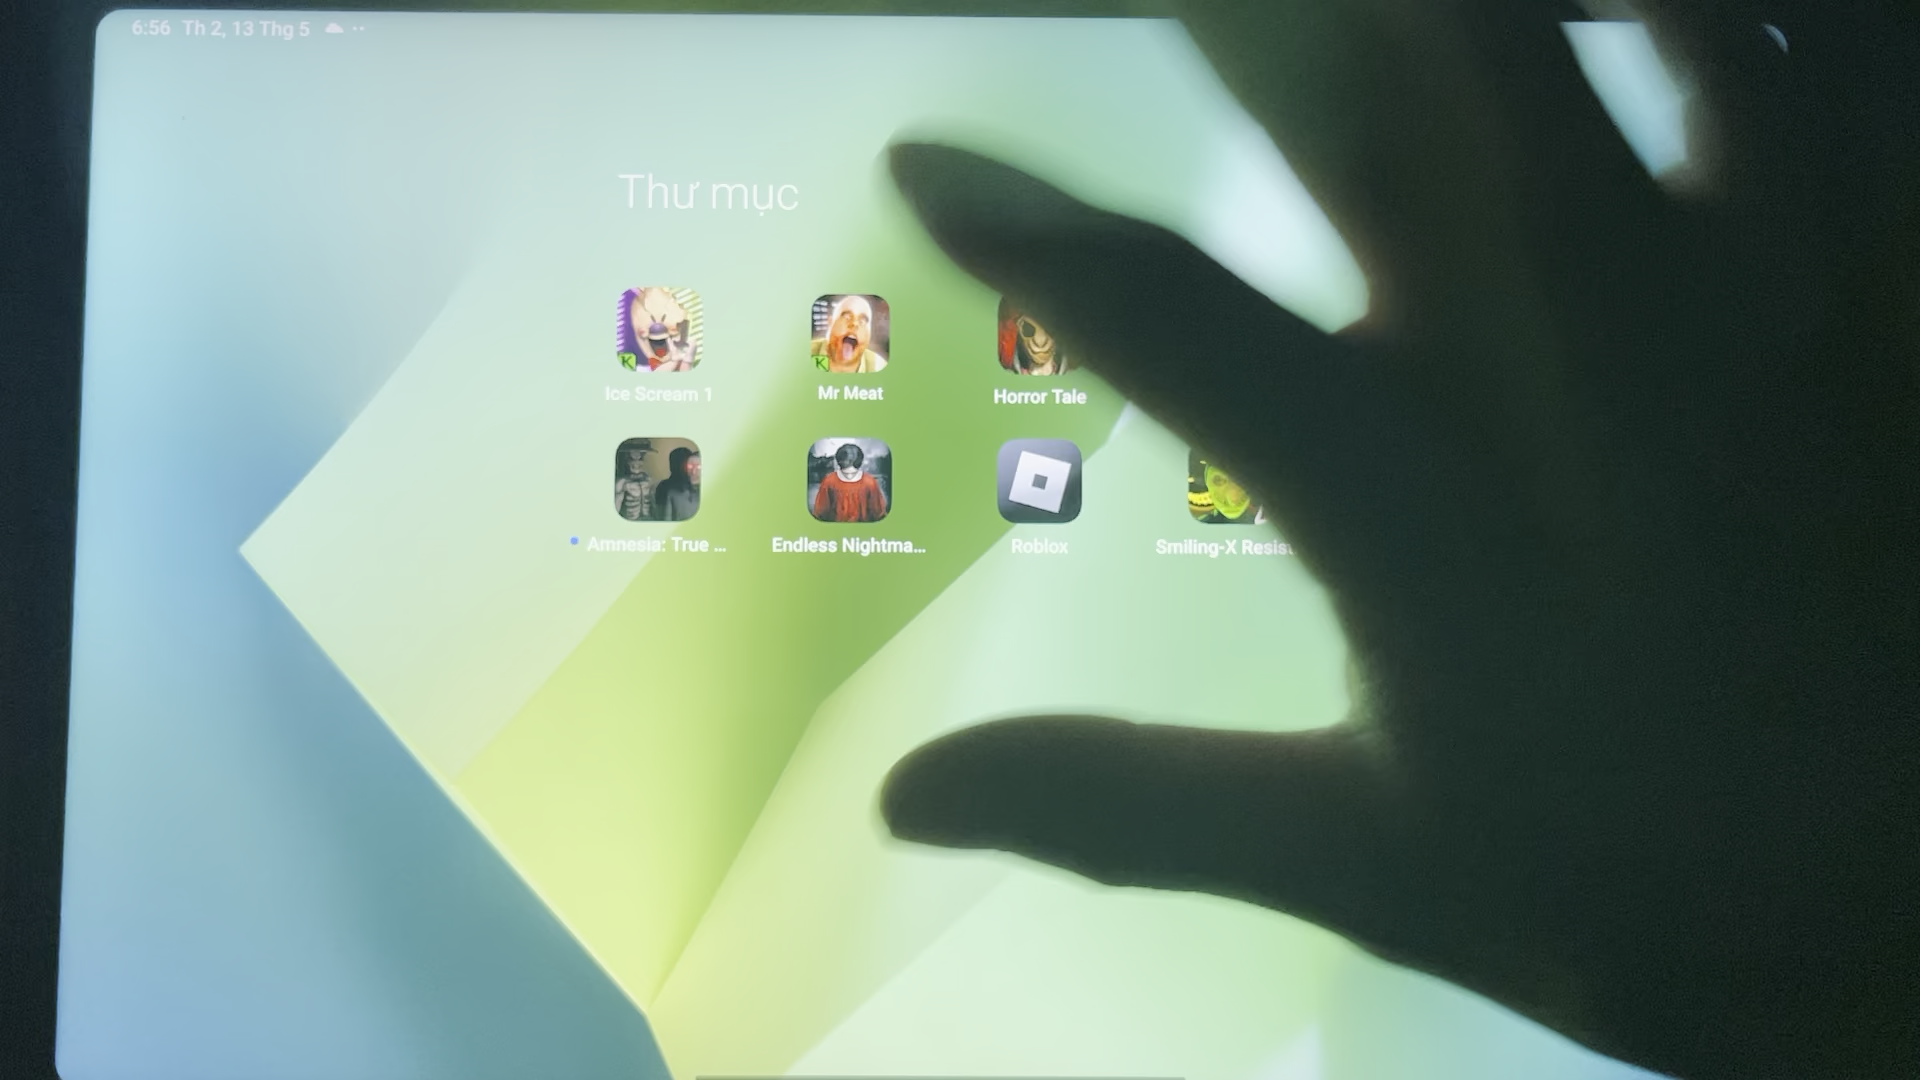 6:56 Th 2, 13 Thg 5
Thư mục
Ice Scream 1
Mr Meat
Horror Tale
Amnesia: True ...
Endless Nightma...
Roblox
Smiling-X Resist